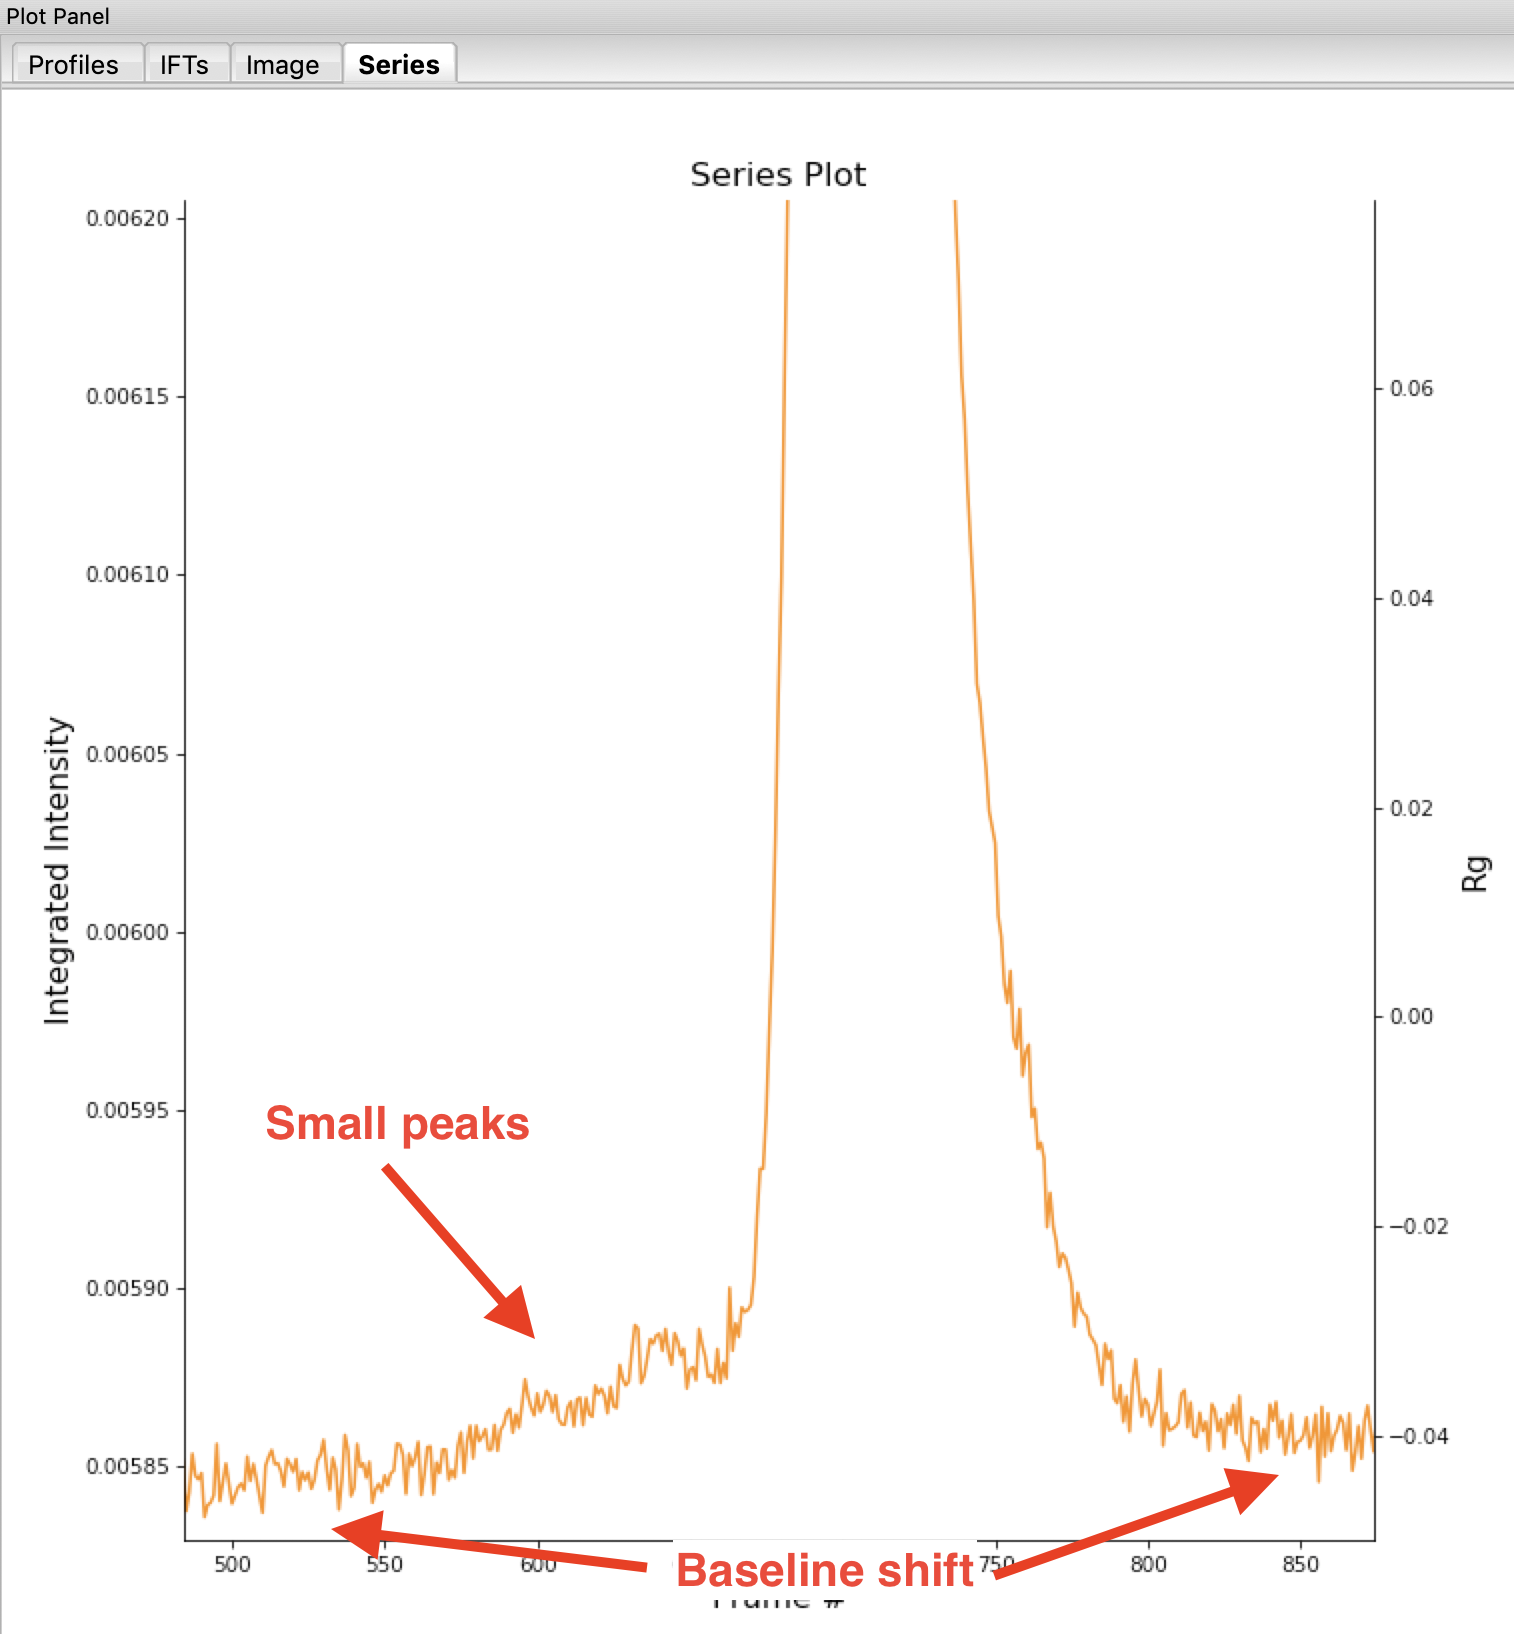 Plot Panel
Profiles IFTs Image Series
Series Plot
0.00620
0.00615
0.00610
0.00605
0.00600
0.00595
0.00590
0.00585
Integrated Intensity
0.06
0.04
0.02
0.00
−0.02
−0.04
Rg
Small peaks
500 550 600 750 800 850
Baseline shift
Frame #